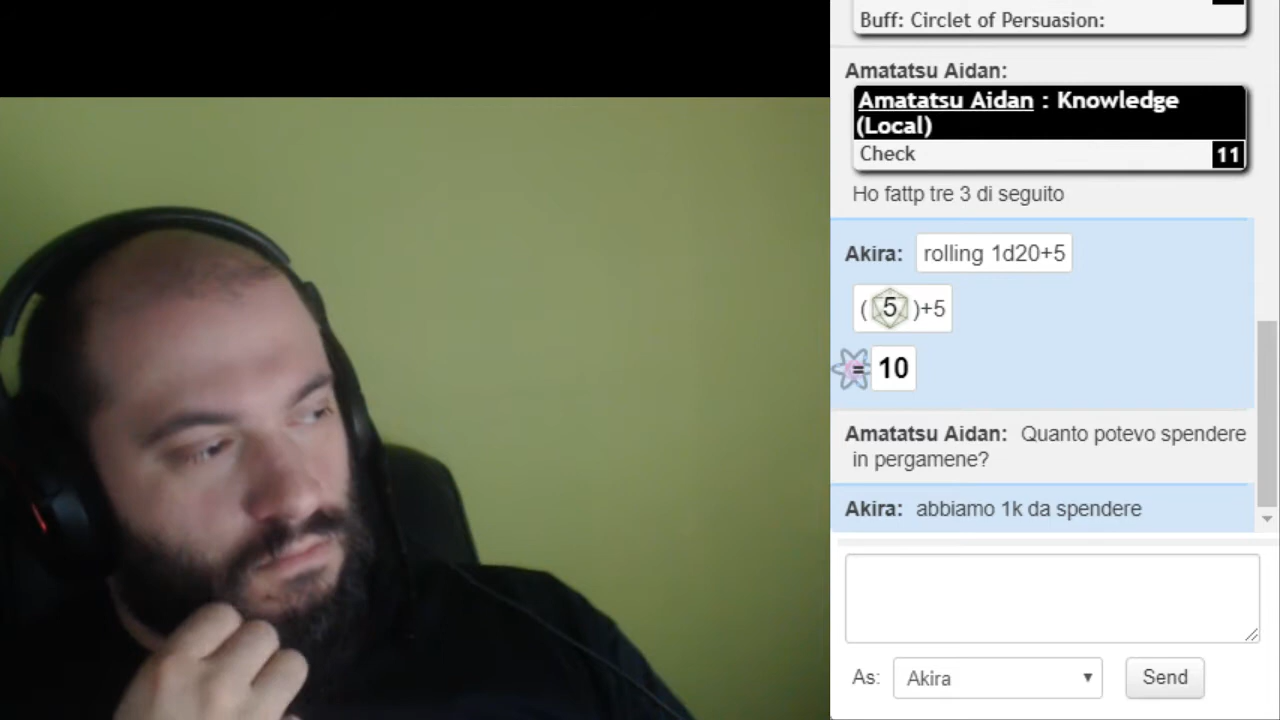 Buff: Circlet of Persuasion:
Amatatsu Aidan:
Amatatsu Aidan : Knowledge
(Local)
Check 11
Ho fattp tre 3 di seguito
Akira: rolling 1d20+5
(5)+5
= 10
Amatatsu Aidan: Quanto potevo spendere
in pergamene?
Akira: abbiamo 1k da spendere
As: Akira Send